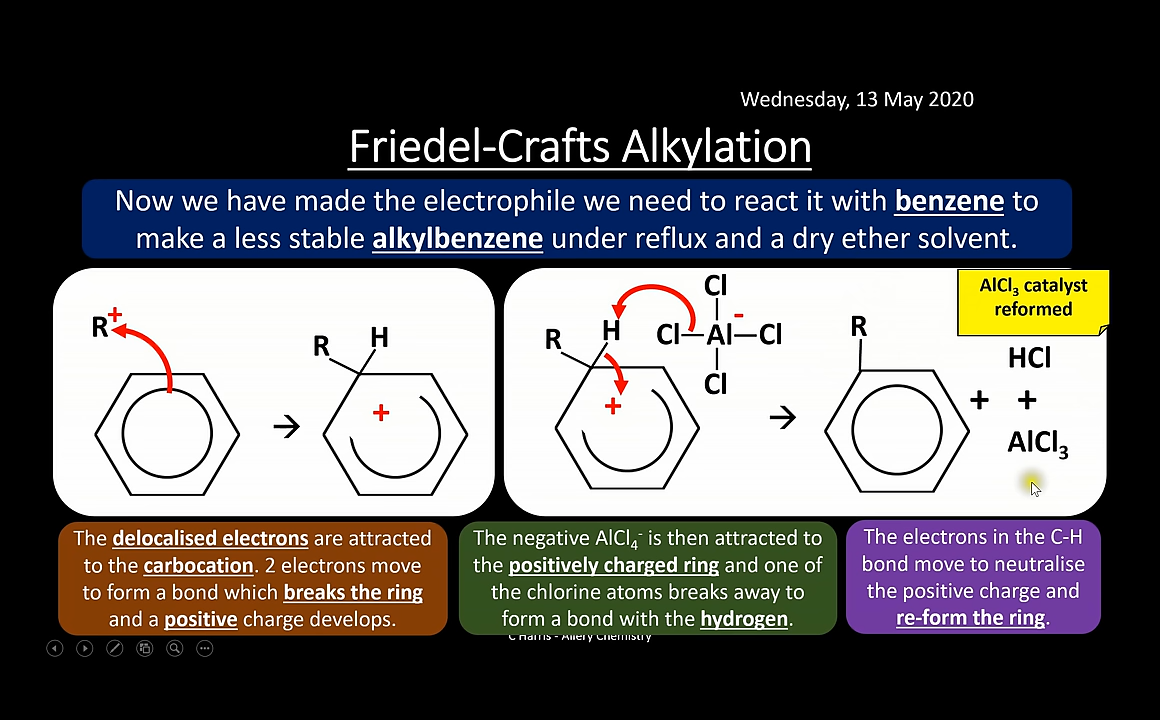 Wednesday, 13 May 2020
Friedel-Crafts Alkylation
Now we have made the electrophile we need to react it with benzene to
make a less stable alkylbenzene under reflux and a dry ether solvent.
R+
R
H
+
R
H
+
Cl
Cl—Al—Cl
-
Cl
R
+
AlCl3 catalyst
reformed
HCl
+
AlCl3
The delocalised electrons are attracted
to the carbocation. 2 electrons move
to form a bond which breaks the ring
and a positive charge develops.
The negative AlCl4- is then attracted to
the positively charged ring and one of
the chlorine atoms breaks away to
form a bond with the hydrogen.
The electrons in the C-H
bond move to neutralise
the positive charge and
re-form the ring.
C Harris - Allery Chemistry